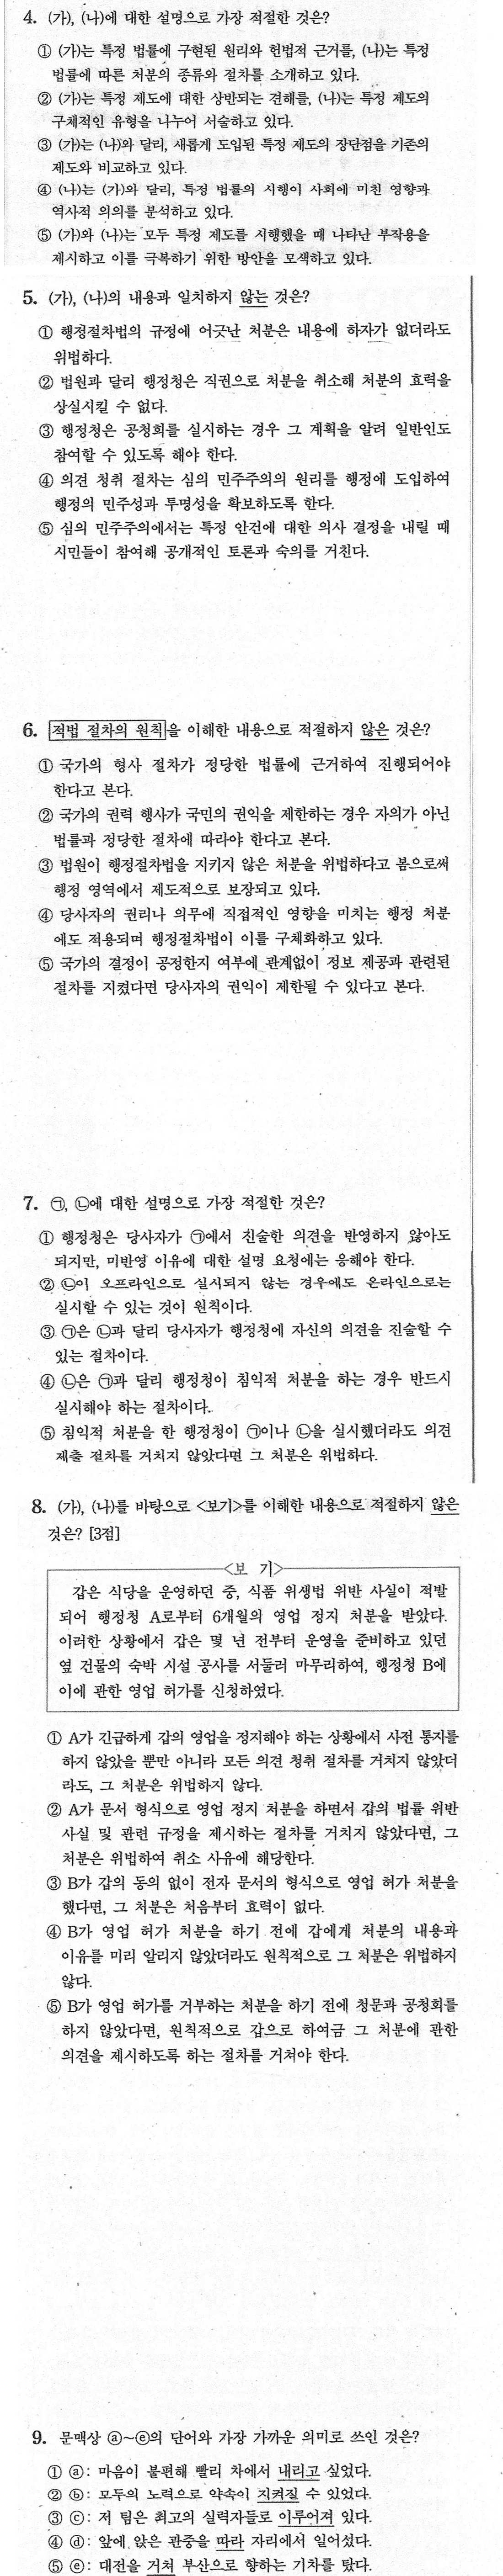 4. (가), (나)에 대한 설명으로 가장 적절한 것은?
① (가)는 특정 법률에 구현된 원리와 헌법적 근거를, (나)는 특정
법률에 따른 처분의 종류와 절차를 소개하고 있다.
② (가)는 특정 제도에 대한 상반되는 견해를, (나)는 특정 제도의
구체적인 유형을 나누어 서술하고 있다.
③ (가)는 (나)와 달리, 새롭게 도입된 특정 제도의 장단점을 기존의
제도와 비교하고 있다.
④ (나)는 (가)와 달리, 특정 법률의 시행이 사회에 미친 영향과
역사적 의의를 분석하고 있다.
⑤ (가)와 (나)는 모두 특정 제도를 시행했을 때 나타난 부작용을
제시하고 이를 극복하기 위한 방안을 모색하고 있다.
5. (가), (나)의 내용과 일치하지 않는 것은?
① 행정절차법의 규정에 어긋난 처분은 내용에 하자가 없더라도
위법하다.
② 법원과 달리 행정청은 직권으로 처분을 취소해 처분의 효력을
상실시킬 수 없다.
③ 행정청은 공청회를 실시하는 경우 그 계획을 알려 일반인도
참여할 수 있도록 해야 한다.
④ 의견 청취 절차는 심의 민주주의의 원리를 행정에 도입하여
행정의 민주성과 투명성을 확보하도록 한다.
⑤ 심의 민주주의에서는 특정 안건에 대한 의사 결정을 내릴 때
시민들이 참여해 공개적인 토론과 숙의를 거친다.
6. 적법 절차의 원칙을 이해한 내용으로 적절하지 않은 것은?
① 국가의 형사 절차가 정당한 법률에 근거하여 진행되어야
한다고 본다.
② 국가의 권력 행사가 국민의 권익을 제한하는 경우 자의가 아닌
법률과 정당한 절차에 따라야 한다고 본다.
③ 법원이 행정절차법을 지키지 않은 처분을 위법하다고 봄으로써
행정 영역에서 제도적으로 보장되고 있다.
④ 당사자의 권리나 의무에 직접적인 영향을 미치는 행정 처분
에도 적용되며 행정절차법이 이를 구체화하고 있다.
⑤ 국가의 결정이 공정한지 여부에 관계없이 정보 제공과 관련된
절차를 지켰다면 당사자의 권익이 제한될 수 있다고 본다.
7. ㉠, ㉡에 대한 설명으로 가장 적절한 것은?
① 행정청은 당사자가 ㉠에서 진술한 의견을 반영하지 않아도
되지만, 미반영 이유에 대한 설명 요청에는 응해야 한다.
② ㉡이 오프라인으로 실시되지 않는 경우에도 온라인으로는
실시할 수 있는 것이 원칙이다.
③ ㉠은 ㉡과 달리 당사자가 행정청에 자신의 의견을 진술할 수
있는 절차이다.
④ ㉡은 ㉠과 달리 행정청이 침익적 처분을 하는 경우 반드시
실시해야 하는 절차이다.
⑤ 침익적 처분을 한 행정청이 ㉠이나 ㉡을 실시했더라도 의견
제출 절차를 거치지 않았다면 그 처분은 위법하다.
8. (가), (나)를 바탕으로 <보기>를 이해한 내용으로 적절하지 않은
것은? [3점]
<보 기>
갑은 식당을 운영하던 중, 식품 위생법 위반 사실이 적발
되어 행정청 A로부터 6개월의 영업 정지 처분을 받았다.
이러한 상황에서 갑은 몇 년 전부터 운영을 준비하고 있던
옆 건물의 숙박 시설 공사를 서둘러 마무리하여, 행정청 B에
이에 관한 영업 허가를 신청하였다.
① A가 긴급하게 갑의 영업을 정지해야 하는 상황에서 사전 통지를
하지 않았을 뿐만 아니라 모든 의견 청취 절차를 거치지 않았더
라도, 그 처분은 위법하지 않다.
② A가 문서 형식으로 영업 정지 처분을 하면서 갑의 법률 위반
사실 및 관련 규정을 제시하는 절차를 거치지 않았다면, 그
처분은 위법하여 취소 사유에 해당한다.
③ B가 갑의 동의 없이 전자 문서의 형식으로 영업 허가 처분을
했다면, 그 처분은 처음부터 효력이 없다.
④ B가 영업 허가 처분을 하기 전에 갑에게 처분의 내용과
이유를 미리 알리지 않았더라도 원칙적으로 그 처분은 위법하지
않다.
⑤ B가 영업 허가를 거부하는 처분을 하기 전에 청문과 공청회를
하지 않았다면, 원칙적으로 갑으로 하여금 그 처분에 관한
의견을 제시하도록 하는 절차를 거쳐야 한다.
9. 문맥상 ⓐ~ⓔ의 단어와 가장 가까운 의미로 쓰인 것은?
① ⓐ: 마음이 불편해 빨리 차에서 내리고 싶었다.
② ⓑ: 모두의 노력으로 약속이 지켜질 수 있었다.
③ ⓒ: 저 팀은 최고의 실력자들로 이루어져 있다.
④ ⓓ: 앞에 앉은 관중을 따라 자리에서 일어섰다.
⑤ ⓔ: 대전을 거쳐 부산으로 향하는 기차를 탔다.